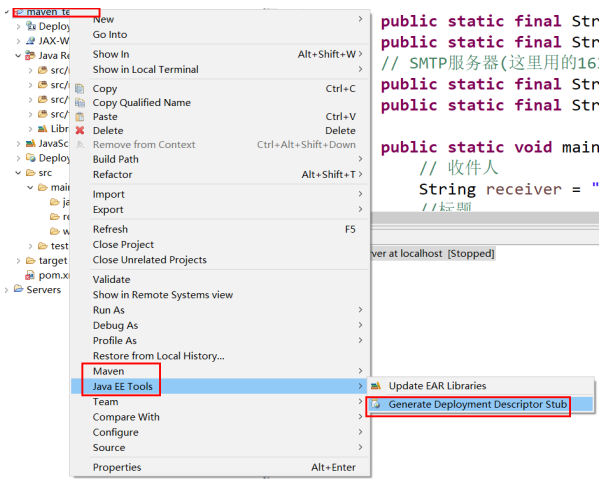 maven_te
Deploy
JAX-W
Java Re
src/
src/
src/
src/
Libr
JavaSc
Deploy
src
mai
ja
re
w
test
target
pom.x
Servers
New
Go Into
Show In Alt+Shift+W
Show in Local Terminal
Copy Ctrl+C
Copy Qualified Name
Paste Ctrl+V
Delete Delete
Remove from Context Ctrl+Alt+Shift+Down
Build Path
Refactor Alt+Shift+T
Import
Export
Refresh F5
Close Project
Close Unrelated Projects
Validate
Show in Remote Systems view
Run As
Debug As
Profile As
Restore from Local History...
Maven
Java EE Tools
Team
Compare With
Configure
Source
Properties Alt+Enter
Update EAR Libraries
Generate Deployment Descriptor Stub
public static final Str
public static final Str
// SMTP服务器(这里用的163
public static final Str
public static final Str
public static void main
// 收件人
String receiver = "
//标题
ver at localhost [Stopped]